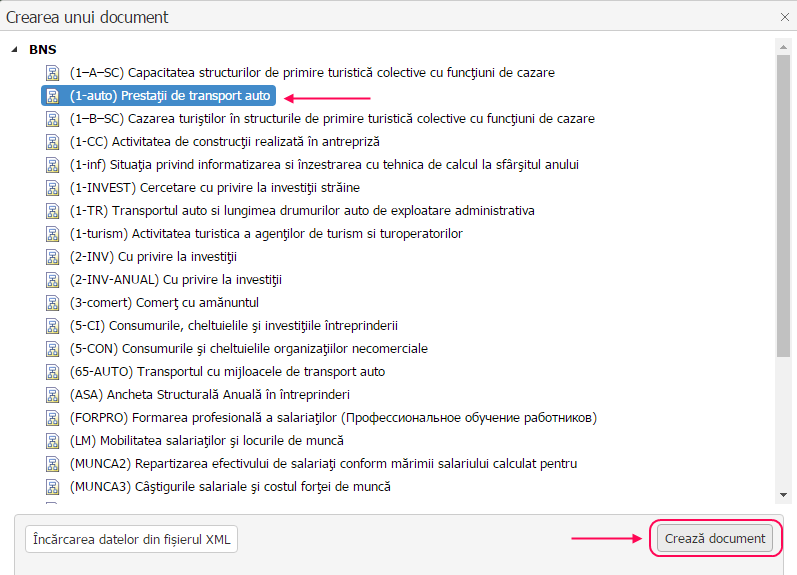 Crearea unui document
BNS
(1–A–SC) Capacitatea structurilor de primire turistică colective cu funcţiuni de cazare
(1-auto) Prestaţii de transport auto
(1–B–SC) Cazarea turiştilor în structurile de primire turistică colective cu funcţiuni de cazare
(1-CC) Activitatea de construcţii realizată în antrepriză
(1-inf) Situaţia privind informatizarea si înzestrarea cu tehnica de calcul la sfârşitul anului
(1-INVEST) Cercetare cu privire la investiţii străine
(1-TR) Transportul auto si lungimea drumurilor auto de exploatare administrativa
(1-turism) Activitatea turistica a agenţilor de turism si turoperatorilor
(2-INV) Cu privire la investiţii
(2-INV-ANUAL) Cu privire la investiţii
(3-comert) Comerţ cu amănuntul
(5-CI) Consumurile, cheltuielile şi investiţiile întreprinderii
(5-CON) Consumurile şi cheltuielile organizaţiilor necomerciale
(65-AUTO) Transportul cu mijloacele de transport auto
(ASA) Ancheta Structurală Anuală în întreprinderi
(FORPRO) Formarea profesională a salariaţilor (Профессиональное обучение работников)
(LM) Mobilitatea salariaţilor şi locurile de muncă
(MUNCA2) Repartizarea efectivului de salariaţi conform mărimii salariului calculat pentru
(MUNCA3) Câştigurile salariale şi costul forţei de muncă
Încărcarea datelor din fișierul XML
Crează document